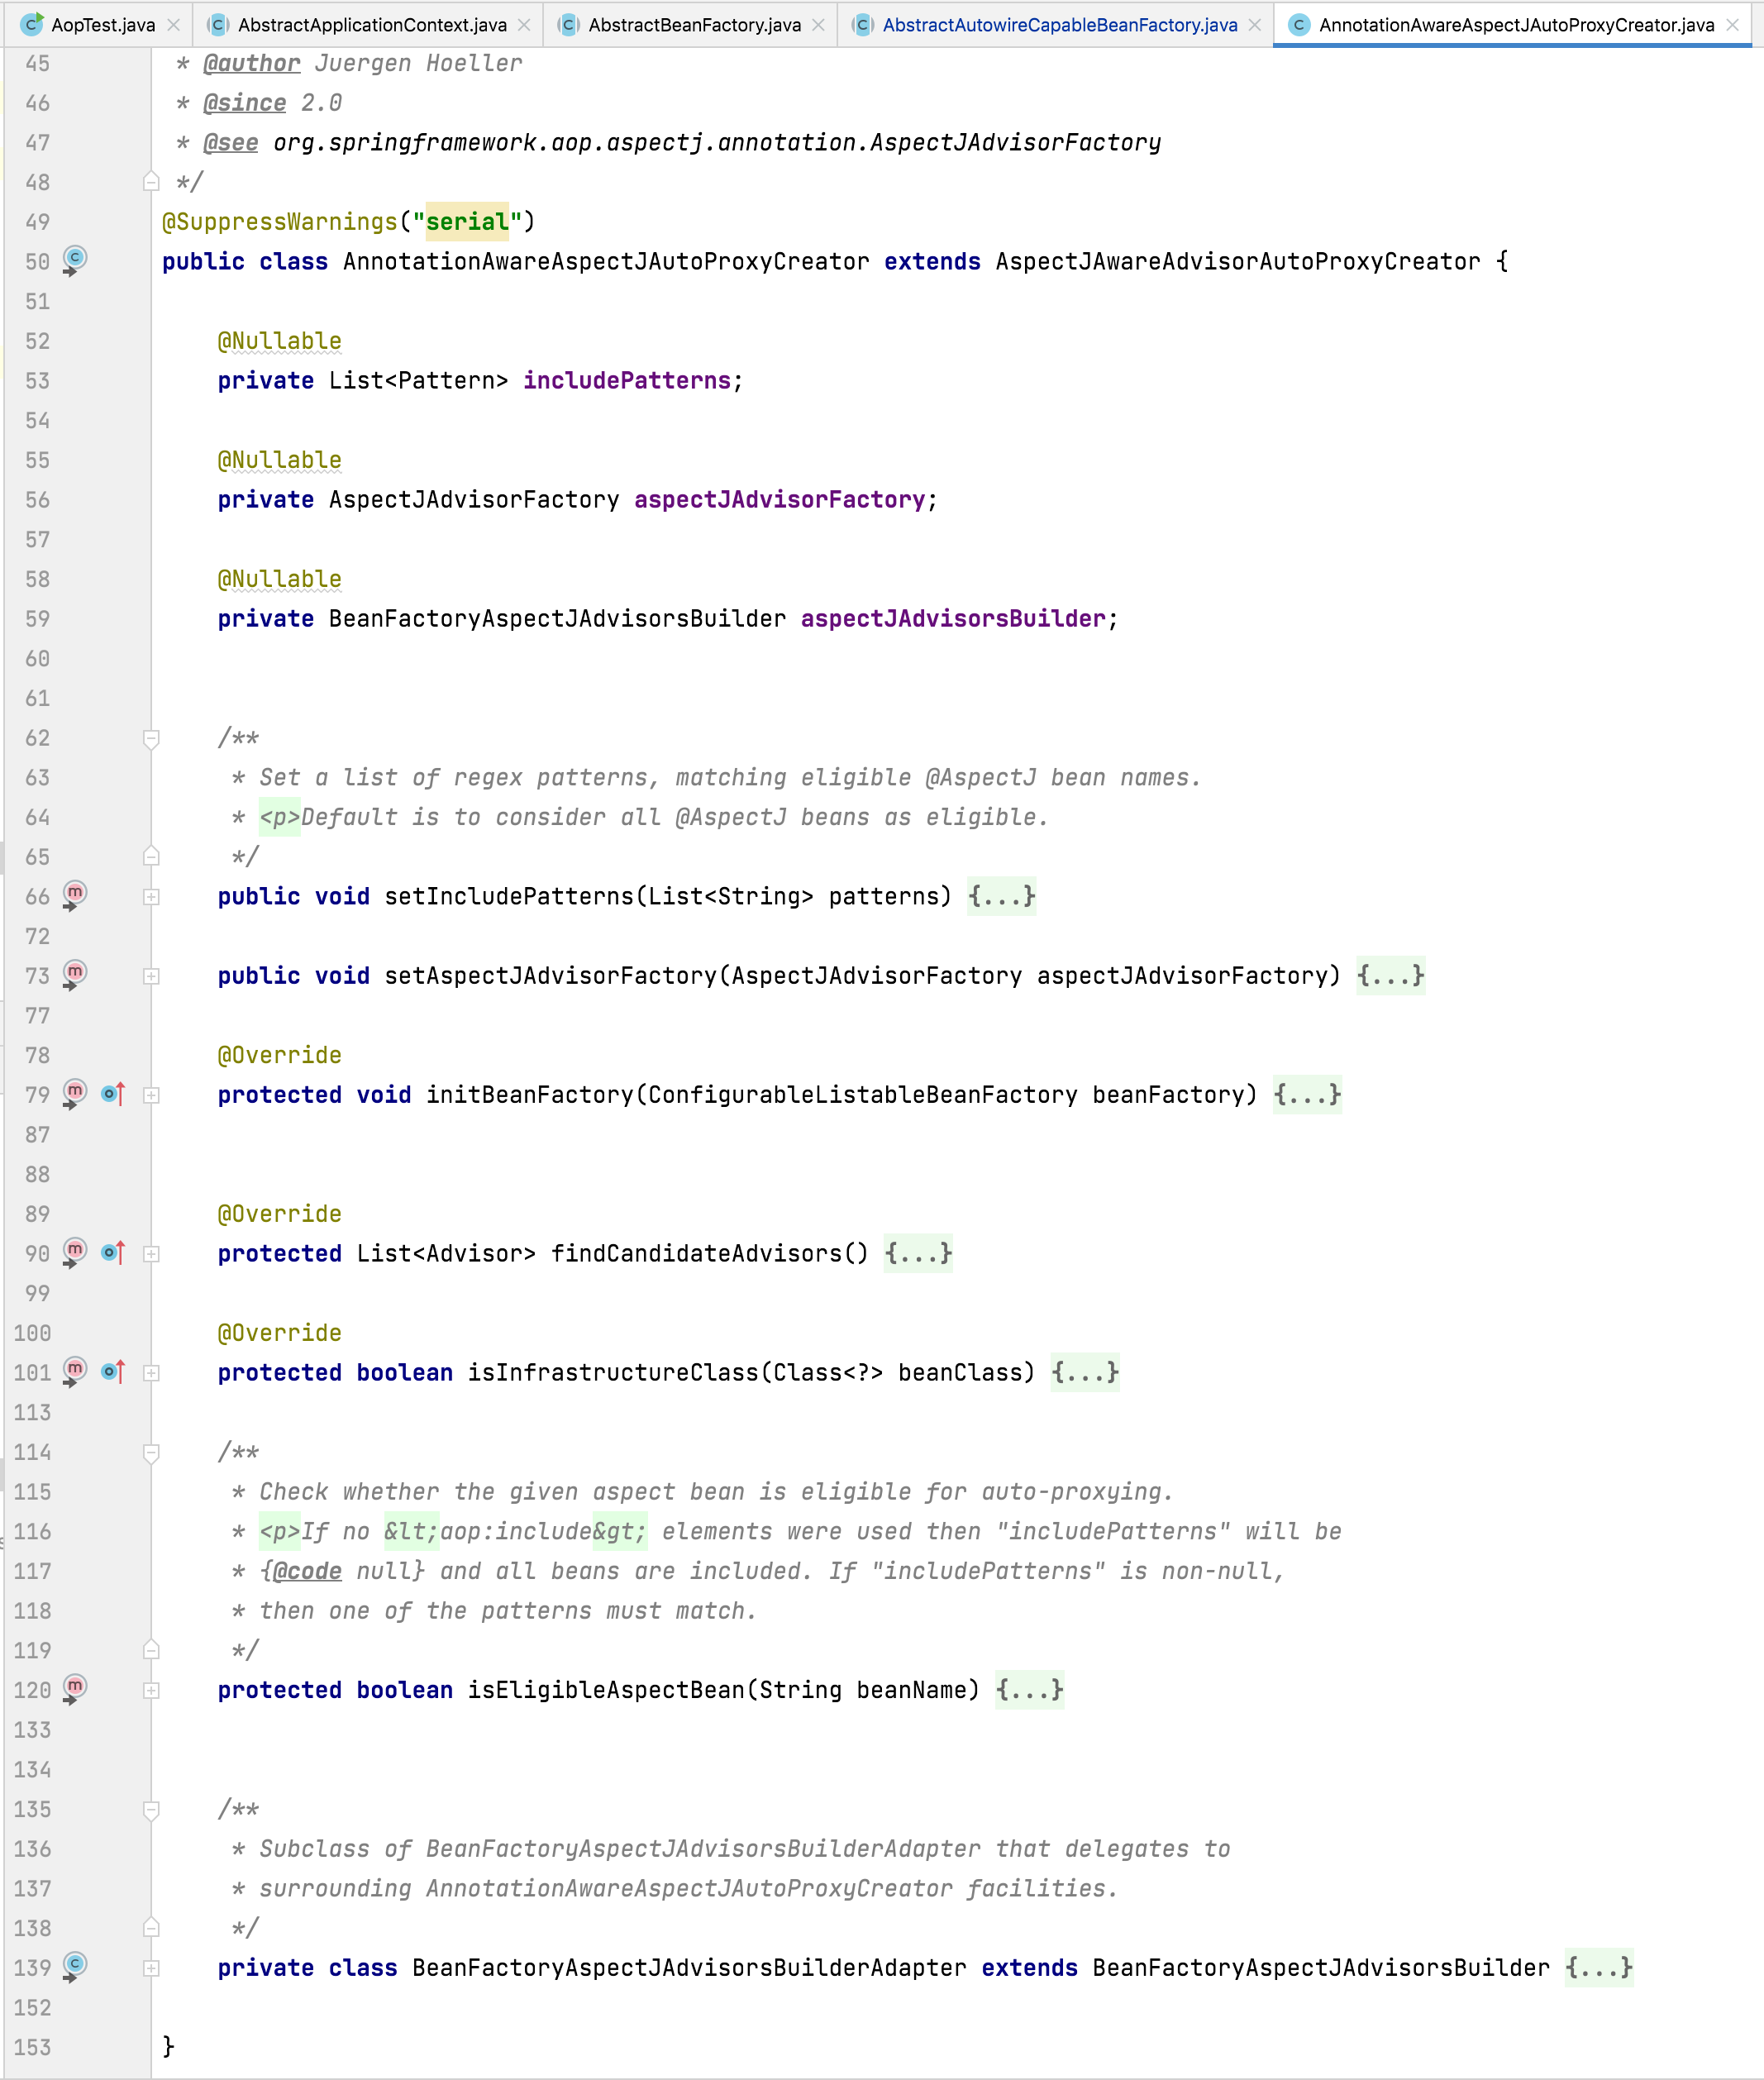 AopTest.java AbstractApplicationContext.java AbstractBeanFactory.java AbstractAutowireCapableBeanFactory.java AnnotationAwareAspectJAutoProxyCreator.java
45 * @author Juergen Hoeller
46 * @since 2.0
47 * @see org.springframework.aop.aspectj.annotation.AspectJAdvisorFactory
48 */
49 @SuppressWarnings("serial")
50 public class AnnotationAwareAspectJAutoProxyCreator extends AspectJAwareAdvisorAutoProxyCreator {
51
52 @Nullable
53 private List<Pattern> includePatterns;
54
55 @Nullable
56 private AspectJAdvisorFactory aspectJAdvisorFactory;
57
58 @Nullable
59 private BeanFactoryAspectJAdvisorsBuilder aspectJAdvisorsBuilder;
60
61
62 /**
63 * Set a list of regex patterns, matching eligible @AspectJ bean names.
64 * <p>Default is to consider all @AspectJ beans as eligible.
65 */
66 public void setIncludePatterns(List<String> patterns) {...}
72
73 public void setAspectJAdvisorFactory(AspectJAdvisorFactory aspectJAdvisorFactory) {...}
77
78 @Override
79 protected void initBeanFactory(ConfigurableListableBeanFactory beanFactory) {...}
87
88
89 @Override
90 protected List<Advisor> findCandidateAdvisors() {...}
99
100 @Override
101 protected boolean isInfrastructureClass(Class<?> beanClass) {...}
113
114 /**
115 * Check whether the given aspect bean is eligible for auto-proxying.
116 * <p>If no &lt;aop:include&gt; elements were used then "includePatterns" will be
117 * {@code null} and all beans are included. If "includePatterns" is non-null,
118 * then one of the patterns must match.
119 */
120 protected boolean isEligibleAspectBean(String beanName) {...}
133
134
135 /**
136 * Subclass of BeanFactoryAspectJAdvisorsBuilderAdapter that delegates to
137 * surrounding AnnotationAwareAspectJAutoProxyCreator facilities.
138 */
139 private class BeanFactoryAspectJAdvisorsBuilderAdapter extends BeanFactoryAspectJAdvisorsBuilder {...}
152
153 }